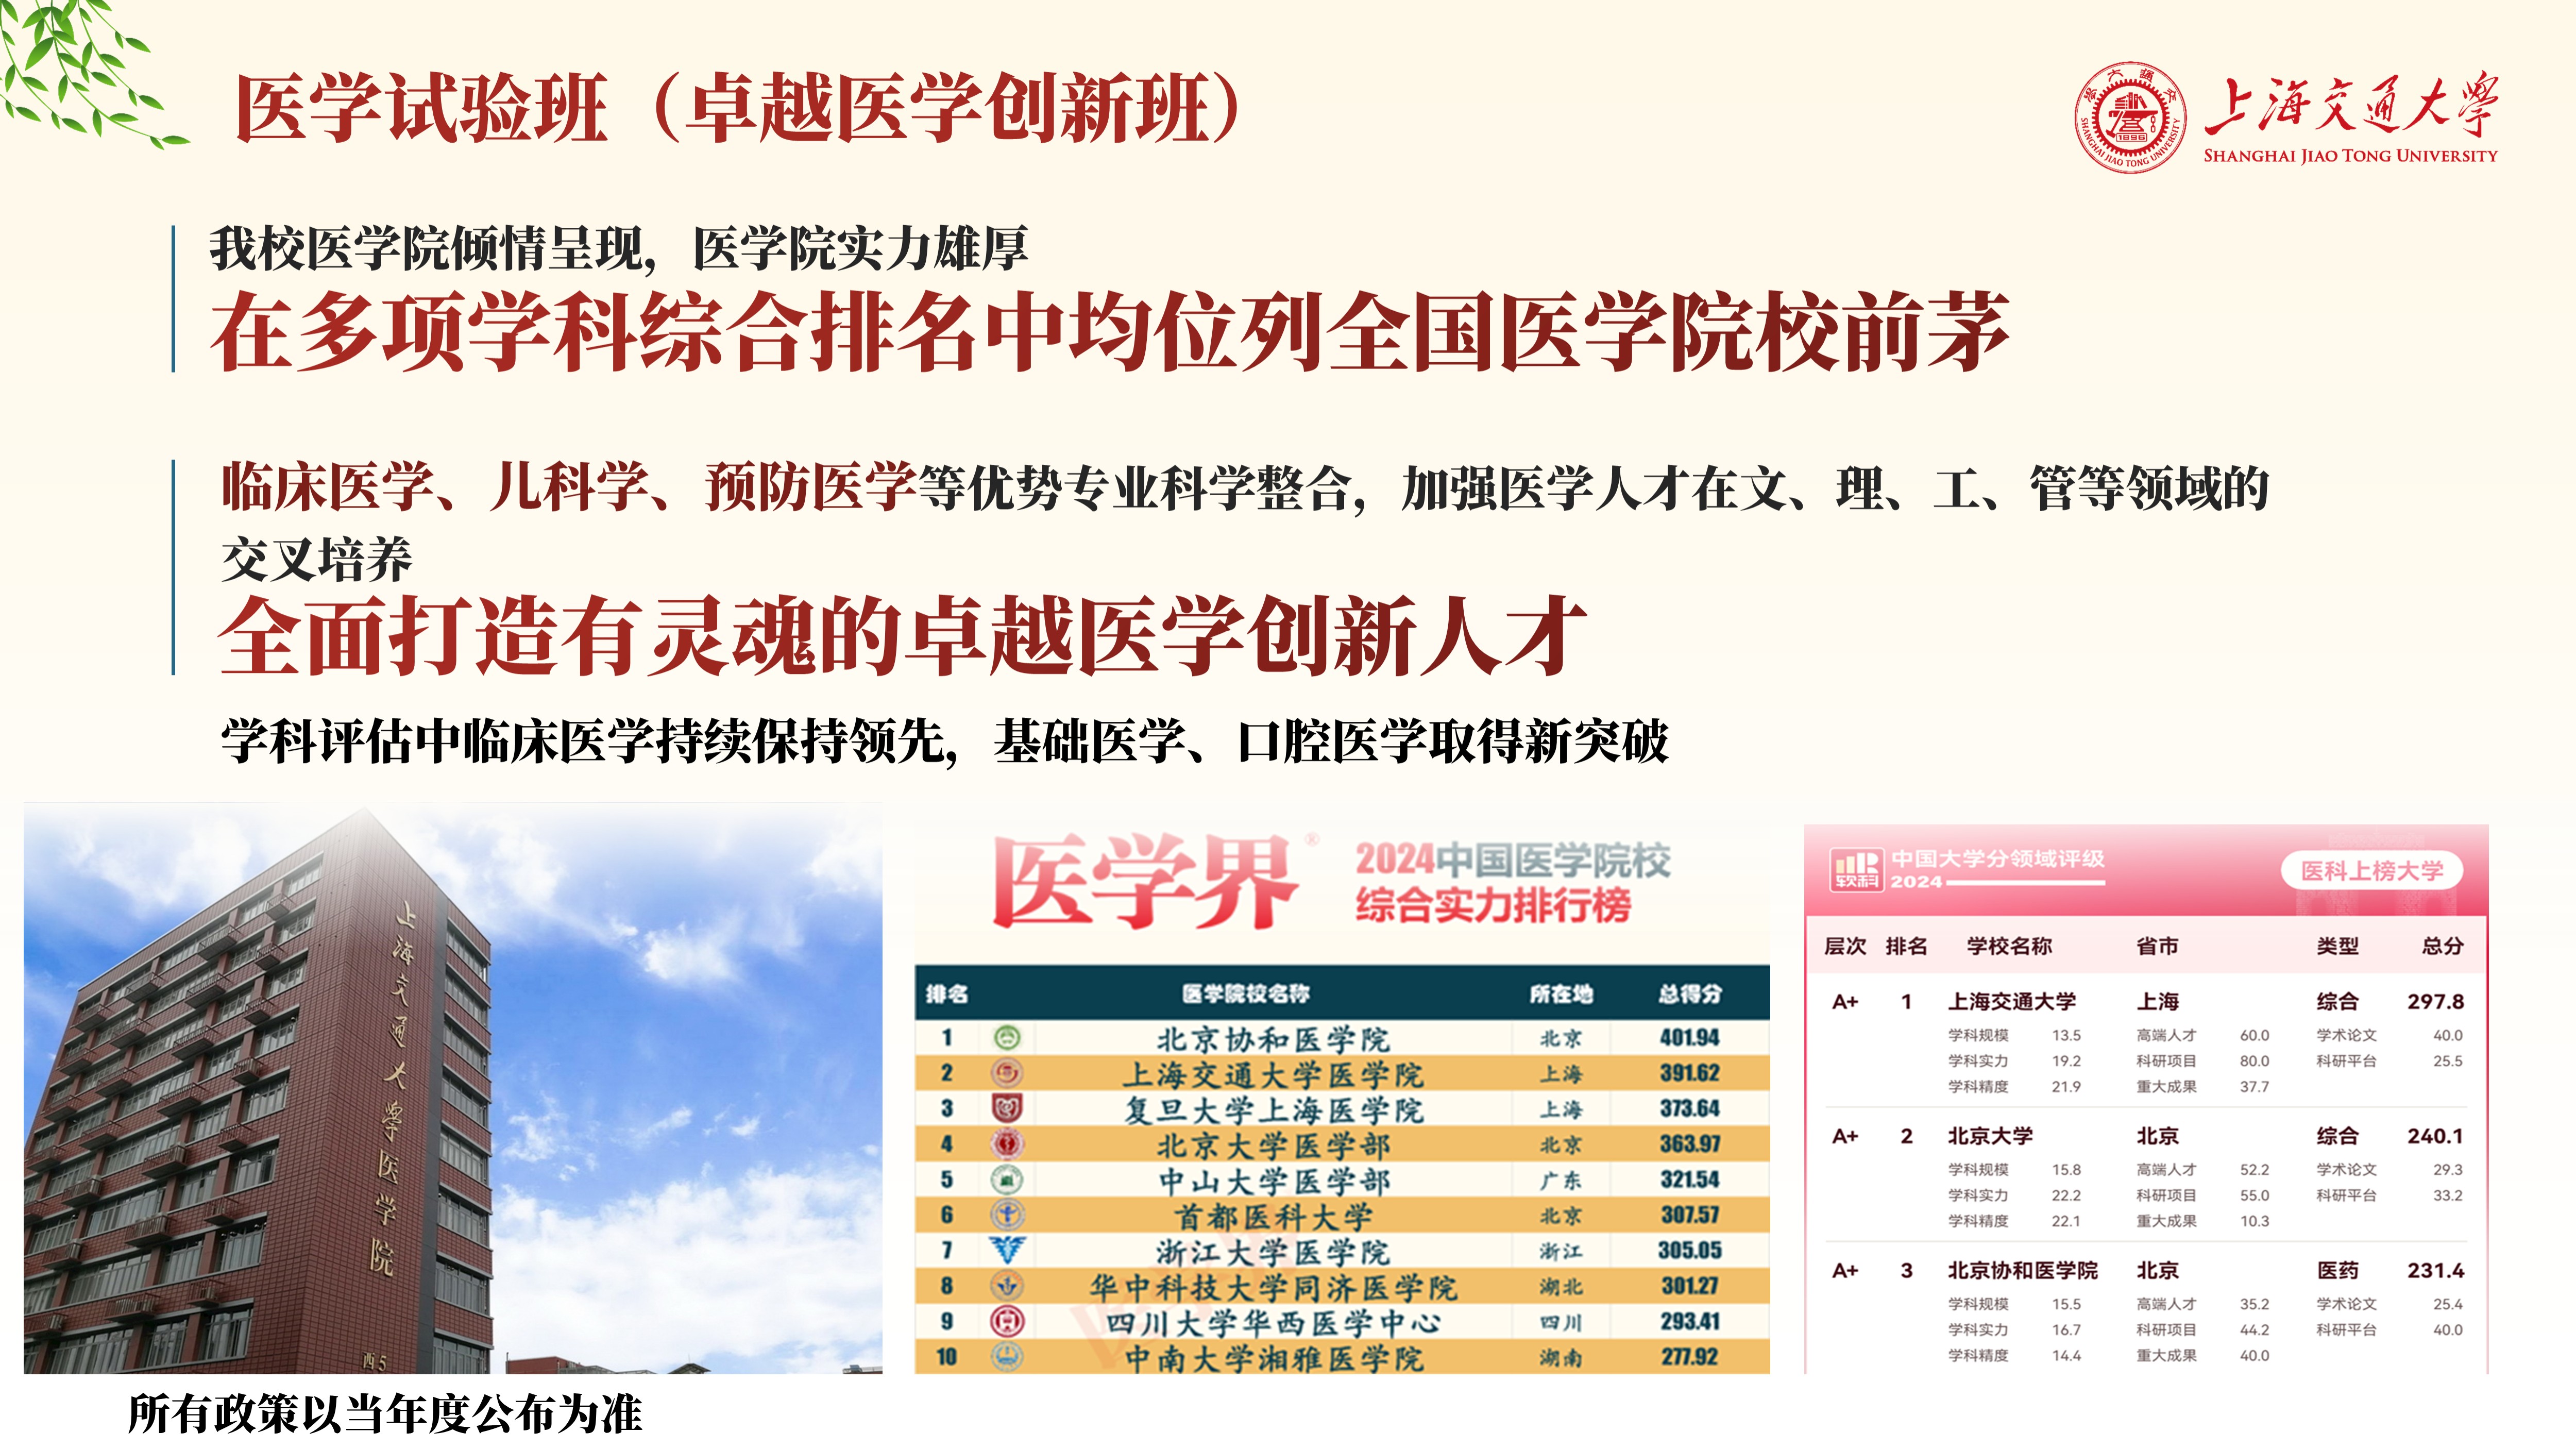 医学试验班（卓越医学创新班）
上海交通大学
SHANGHAI JIAO TONG UNIVERSITY
1896
SHANGHAI JIAO TONG UNIVERSITY
我校医学院倾情呈现，医学院实力雄厚
在多项学科综合排名中均位列全国医学院校前茅
临床医学、儿科学、预防医学等优势专业科学整合，加强医学人才在文、理、工、管等领域的
交叉培养
全面打造有灵魂的卓越医学创新人才
学科评估中临床医学持续保持领先，基础医学、口腔医学取得新突破
上海交通大学医学院
西5
医学界®
2024中国医学院校
综合实力排行榜
排名 医学院校名称 所在地 总得分
1 北京协和医学院 北京 401.94
2 上海交通大学医学院 上海 391.62
3 复旦大学上海医学院 上海 373.64
4 北京大学医学部 北京 363.97
5 中山大学医学部 广东 321.54
6 首都医科大学 北京 307.57
7 浙江大学医学院 浙江 305.05
8 华中科技大学同济医学院 湖北 301.27
9 四川大学华西医学中心 四川 293.41
10 中南大学湘雅医学院 湖南 277.92
软科
中国大学分领域评级
2024
医科上榜大学
层次 排名 学校名称 省市 类型 总分
A+ 1 上海交通大学 上海 综合 297.8
学科规模 13.5 高端人才 60.0 学术论文 40.0
学科实力 19.2 科研项目 80.0 科研平台 25.5
学科精度 21.9 重大成果 37.7
A+ 2 北京大学 北京 综合 240.1
学科规模 15.8 高端人才 52.2 学术论文 29.3
学科实力 22.2 科研项目 55.0 科研平台 33.2
学科精度 22.1 重大成果 10.3
A+ 3 北京协和医学院 北京 医药 231.4
学科规模 15.5 高端人才 35.2 学术论文 25.4
学科实力 16.7 科研项目 44.2 科研平台 40.0
学科精度 14.4 重大成果 40.0
所有政策以当年度公布为准